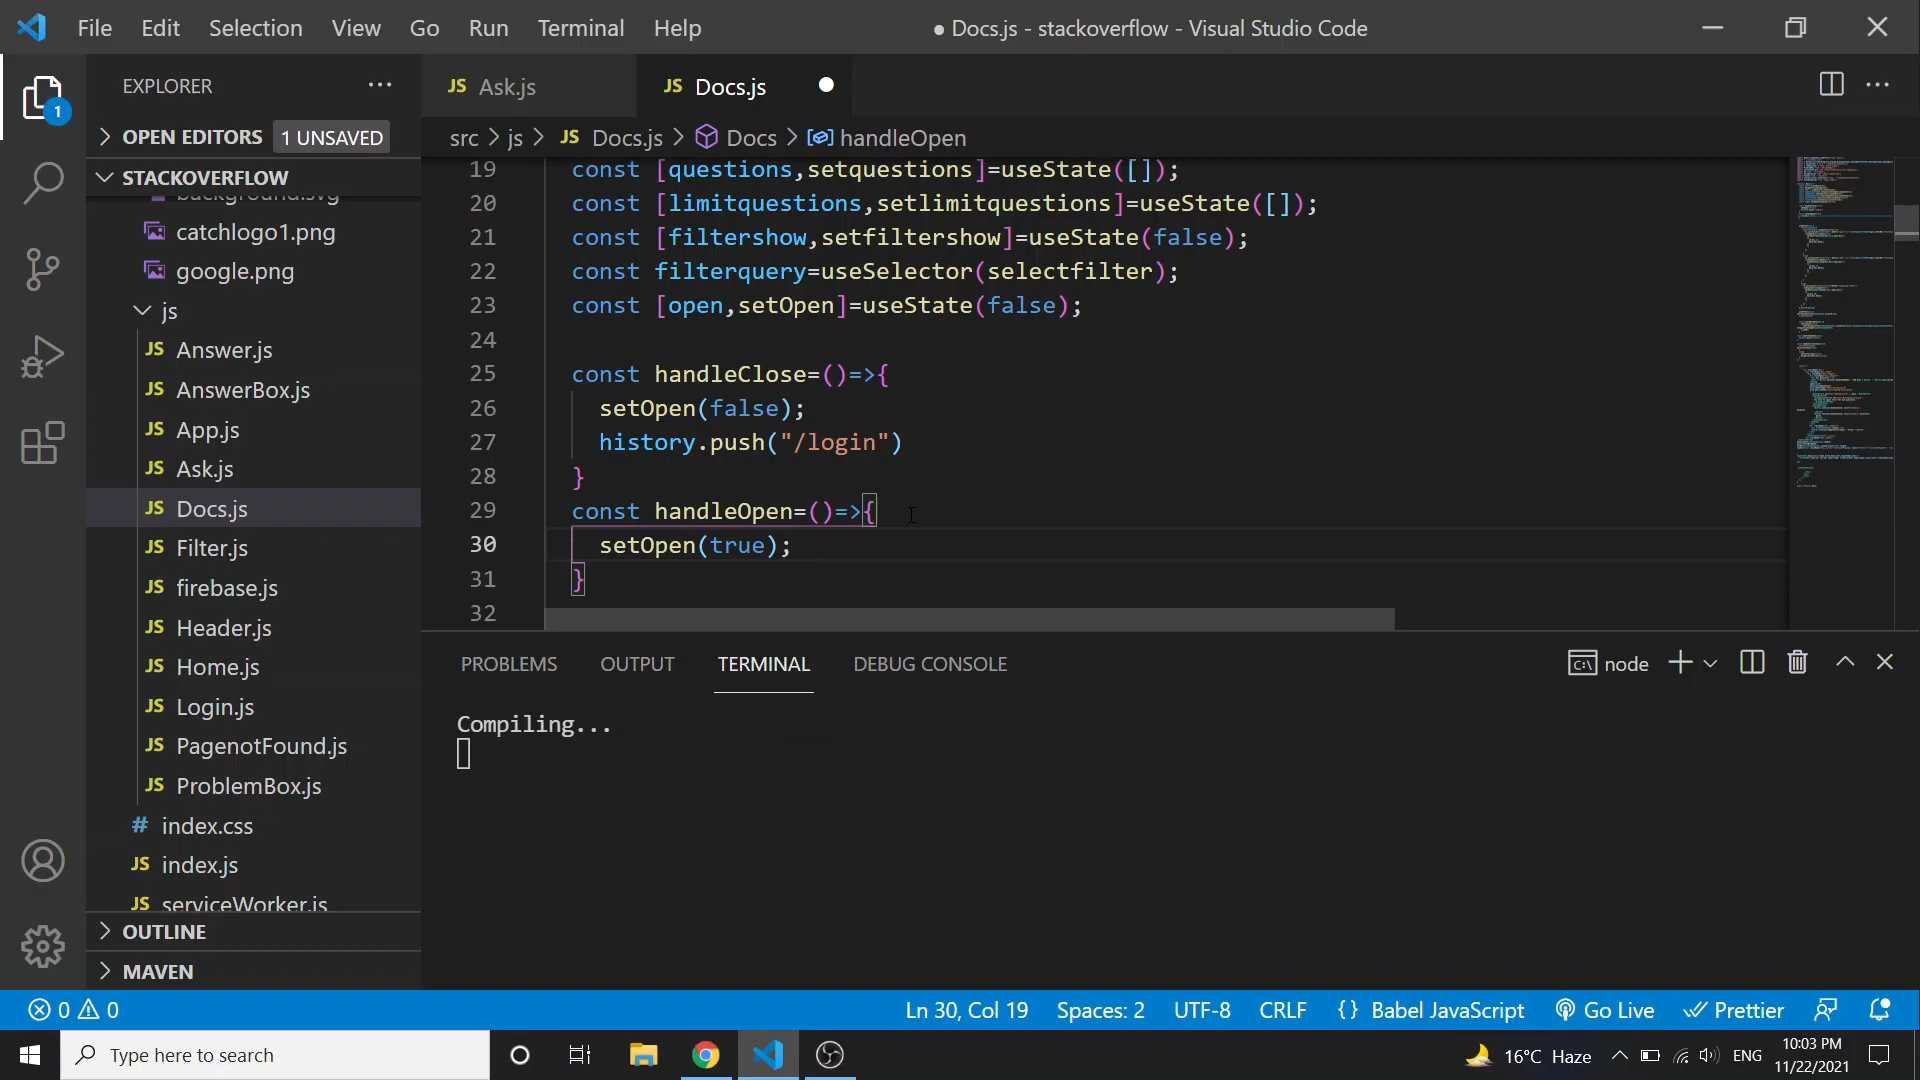 File Edit Selection View Go Run Terminal Help
● Docs.js - stackoverflow - Visual Studio Code
EXPLORER
JS Ask.js
JS Docs.js
1
OPEN EDITORS 1 UNSAVED
src > js > JS Docs.js > Docs > handleOpen
STACKOVERFLOW
background.svg
catchlogo1.png
google.png
js
JS Answer.js
JS AnswerBox.js
JS App.js
JS Ask.js
JS Docs.js
JS Filter.js
JS firebase.js
JS Header.js
JS Home.js
JS Login.js
JS PagenotFound.js
JS ProblemBox.js
# index.css
JS index.js
JS serviceWorker.js
OUTLINE
MAVEN
19 const [questions,setquestions]=useState([]);
20 const [limitquestions,setlimitquestions]=useState([]);
21 const [filtershow,setfiltershow]=useState(false);
22 const filterquery=useSelector(selectfilter);
23 const [open,setOpen]=useState(false);
24
25 const handleClose=()=>{
26 setOpen(false);
27 history.push("/login")
28 }
29 const handleOpen=()=>{
30 setOpen(true);
31 }
32
PROBLEMS OUTPUT TERMINAL DEBUG CONSOLE
node
Compiling...
0 0
Ln 30, Col 19 Spaces: 2 UTF-8 CRLF {} Babel JavaScript Go Live Prettier
Type here to search
16°C Haze
ENG
10:03 PM
11/22/2021